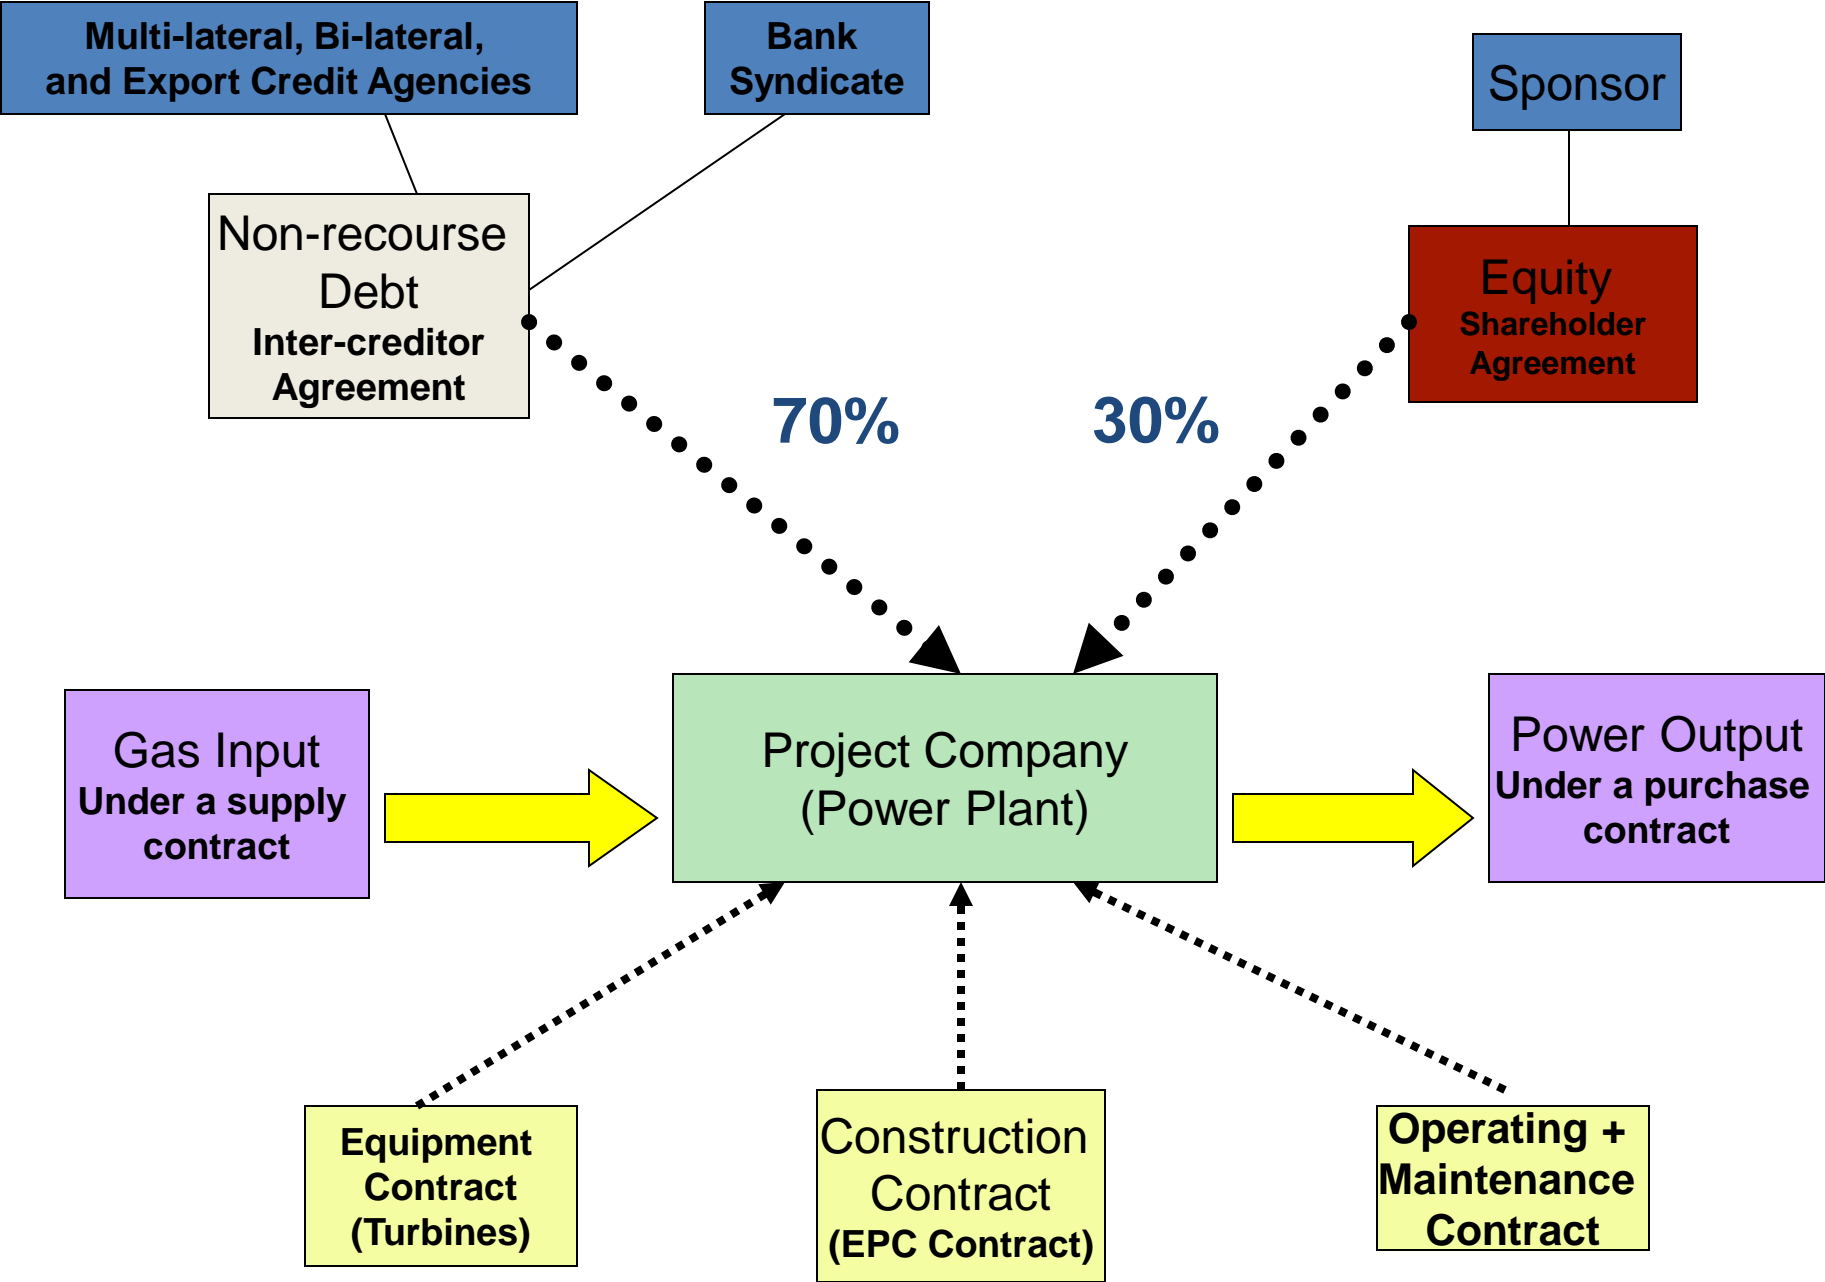 Multi-lateral, Bi-lateral,
and Export Credit Agencies
Bank
Syndicate
Sponsor
Non-recourse
Debt
Inter-creditor
Agreement
Equity
Shareholder
Agreement
70%
30%
Gas Input
Under a supply
contract
Project Company
(Power Plant)
Power Output
Under a purchase
contract
Equipment
Contract
(Turbines)
Construction
Contract
(EPC Contract)
Operating +
Maintenance
Contract